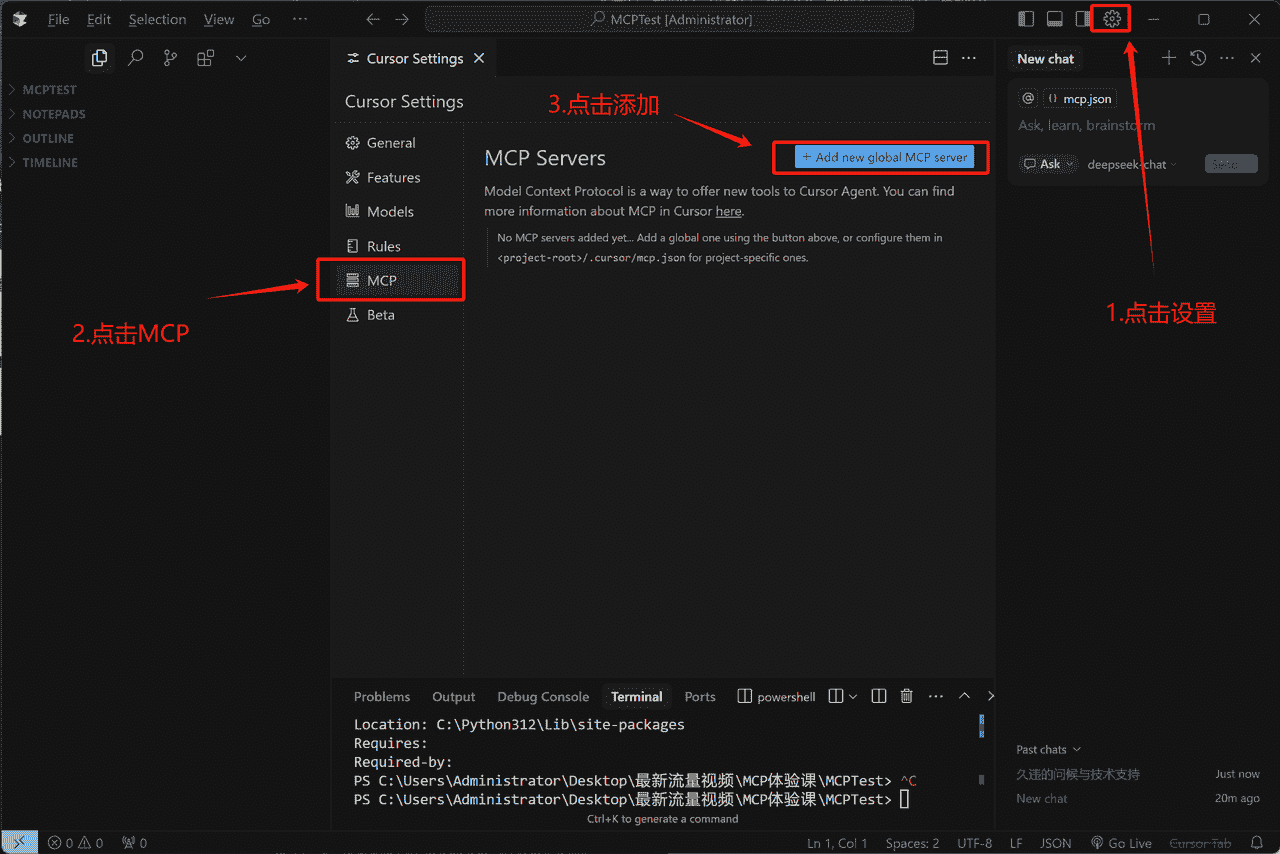 File Edit Selection View Go ··· MCPTest [Administrator]
MCPTEST
NOTEPADS
OUTLINE
TIMELINE
Cursor Settings
Cursor Settings
General
Features
Models
Rules
MCP
Beta
2.点击MCP
3.点击添加
MCP Servers
+ Add new global MCP server
Model Context Protocol is a way to offer new tools to Cursor Agent. You can find
more information about MCP in Cursor here.
No MCP servers added yet... Add a global one using the button above, or configure them in
<project-root>/.cursor/mcp.json for project-specific ones.
New chat
@ {} mcp.json
Ask, learn, brainstorm
Ask deepseek-chat Send
1.点击设置
Problems Output Debug Console Terminal Ports powershell
Location: C:\Python312\Lib\site-packages
Requires:
Required-by:
PS C:\Users\Administrator\Desktop\最新流量视频\MCP体验课\MCPTest> ^C
PS C:\Users\Administrator\Desktop\最新流量视频\MCP体验课\MCPTest>
Ctrl+K to generate a command
Past chats
久违的问候与技术支持 Just now
New chat 20m ago
0 0 0 Ln 1, Col 1 Spaces: 2 UTF-8 LF JSON Go Live Cursor Tab